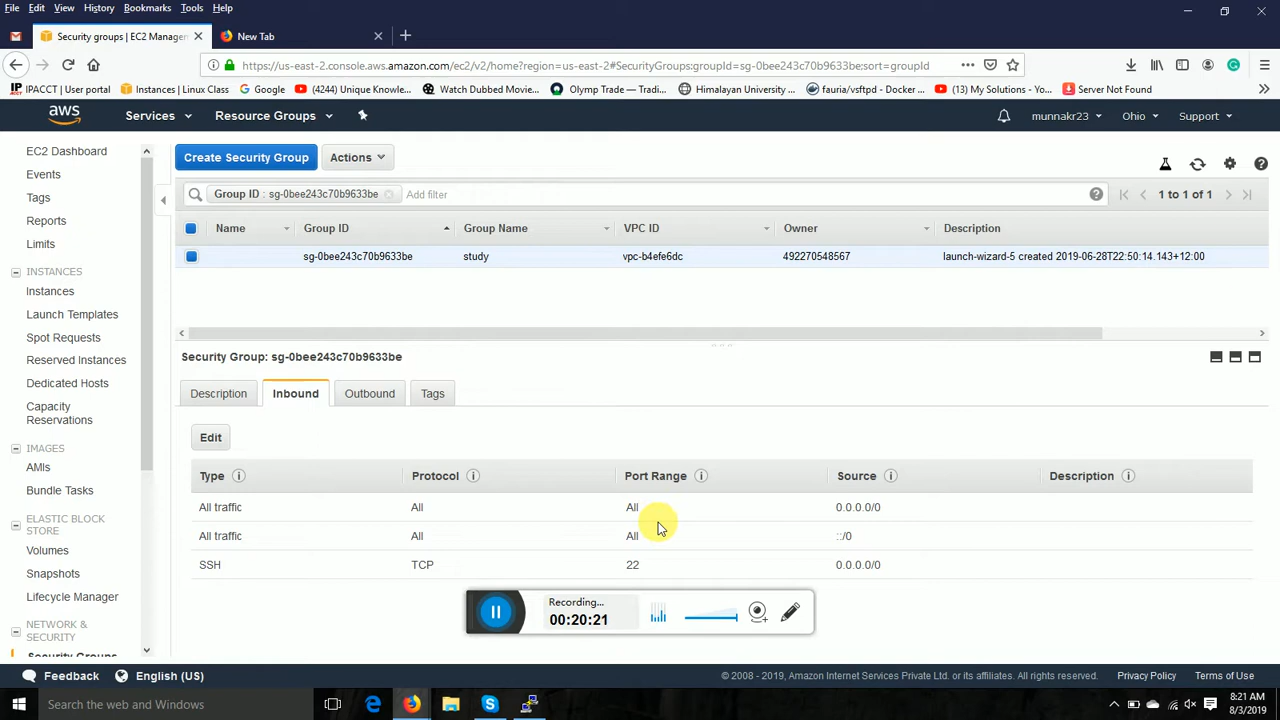 File Edit View History Bookmarks Tools Help
Security groups | EC2 Managem
New Tab
https://us-east-2.console.aws.amazon.com/ec2/v2/home?region=us-east-2#SecurityGroups:groupId=sg-0bee243c70b9633be;sort=groupId
IPACCT | User portal Instances | Linux Class Google (4244) Unique Knowle... Watch Dubbed Movie... Olymp Trade — Tradi... Himalayan University ... fauria/vsftpd - Docker ... (13) My Solutions - Yo... Server Not Found
aws Services Resource Groups munnakr23 Ohio Support
EC2 Dashboard
Events
Tags
Reports
Limits
INSTANCES
Instances
Launch Templates
Spot Requests
Reserved Instances
Dedicated Hosts
Capacity
Reservations
IMAGES
AMIs
Bundle Tasks
ELASTIC BLOCK
STORE
Volumes
Snapshots
Lifecycle Manager
NETWORK &
SECURITY
Security Groups
Create Security Group Actions
Group ID : sg-0bee243c70b9633be Add filter 1 to 1 of 1
Name Group ID Group Name VPC ID Owner Description
sg-0bee243c70b9633be study vpc-b4efe6dc 492270548567 launch-wizard-5 created 2019-06-28T22:50:14.143+12:00
Security Group: sg-0bee243c70b9633be
Description Inbound Outbound Tags
Edit
Type Protocol Port Range Source Description
All traffic All All 0.0.0.0/0
All traffic All All ::/0
SSH TCP 22 0.0.0.0/0
Recording...
00:20:21
Feedback English (US) © 2008 - 2019, Amazon Internet Services Private Ltd. or its affiliates. All rights reserved. Privacy Policy Terms of Use
Search the web and Windows
8:21 AM
8/3/2019